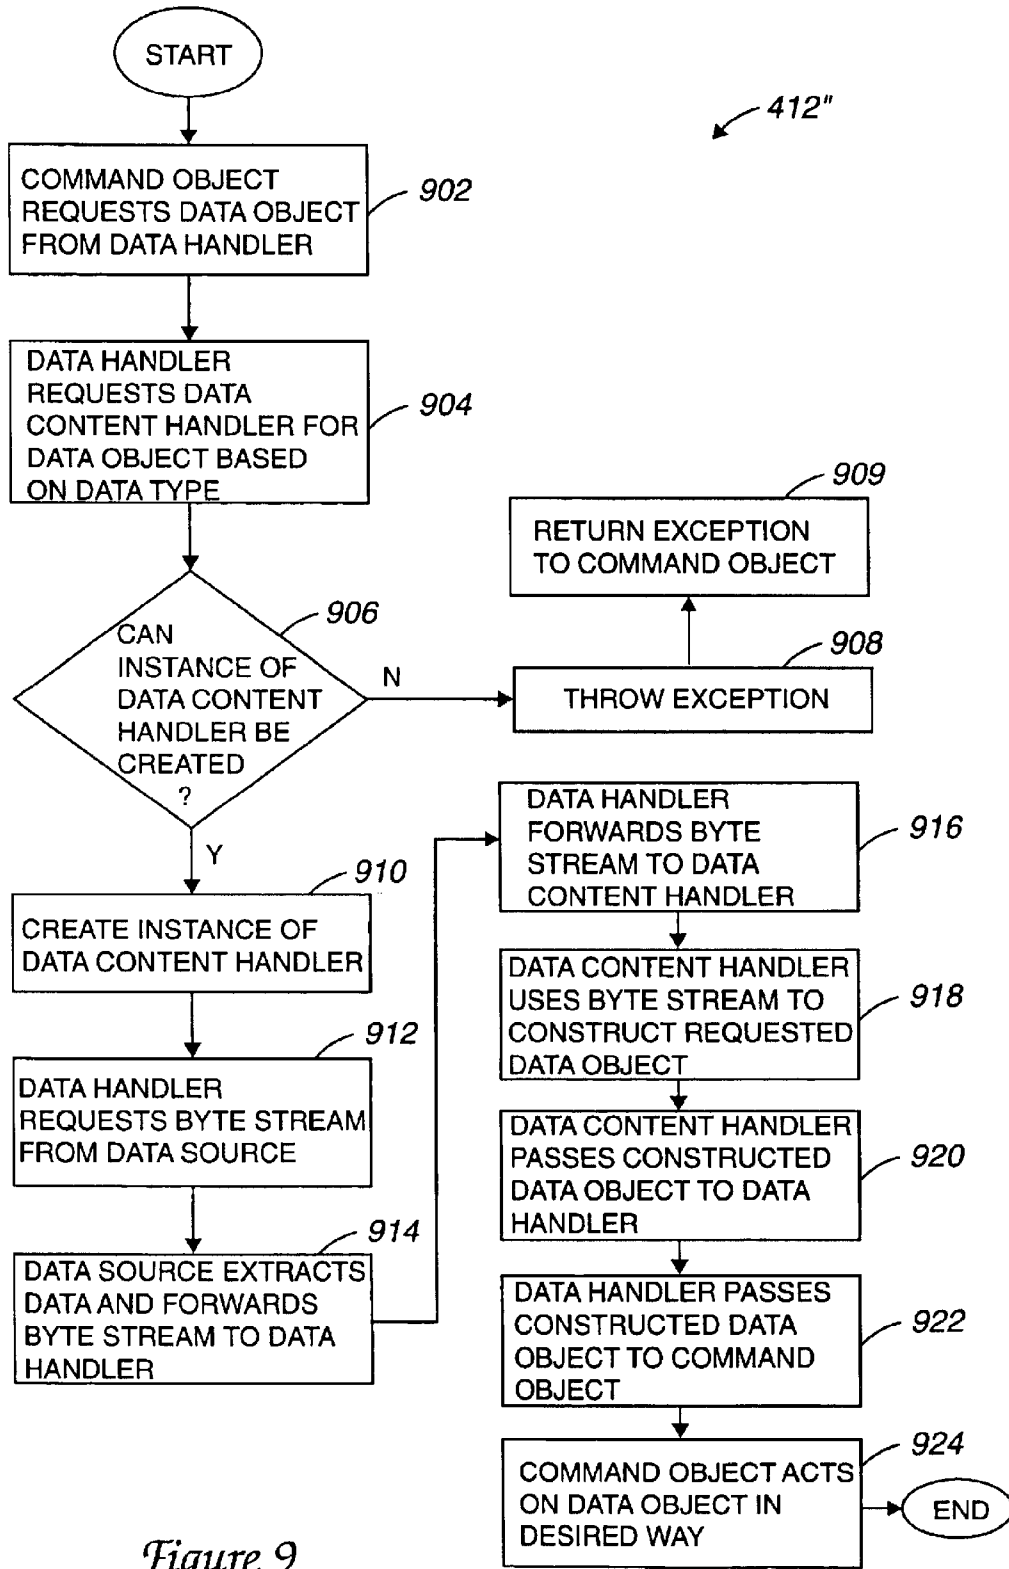 START
412"
COMMAND OBJECT
REQUESTS DATA OBJECT
FROM DATA HANDLER
902
DATA HANDLER
REQUESTS DATA
CONTENT HANDLER FOR
DATA OBJECT BASED
ON DATA TYPE
904
909
RETURN EXCEPTION
TO COMMAND OBJECT
906
CAN
INSTANCE OF
DATA CONTENT
HANDLER BE
CREATED
?
N
908
THROW EXCEPTION
Y
910
CREATE INSTANCE OF
DATA CONTENT HANDLER
912
DATA HANDLER
REQUESTS BYTE STREAM
FROM DATA SOURCE
914
DATA SOURCE EXTRACTS
DATA AND FORWARDS
BYTE STREAM TO DATA
HANDLER
DATA HANDLER
FORWARDS BYTE
STREAM TO DATA
CONTENT HANDLER
916
DATA CONTENT HANDLER
USES BYTE STREAM TO
CONSTRUCT REQUESTED
DATA OBJECT
918
DATA CONTENT HANDLER
PASSES CONSTRUCTED
DATA OBJECT TO DATA
HANDLER
920
DATA HANDLER PASSES
CONSTRUCTED DATA
OBJECT TO COMMAND
OBJECT
922
924
COMMAND OBJECT ACTS
ON DATA OBJECT IN
DESIRED WAY
END
Figure 9